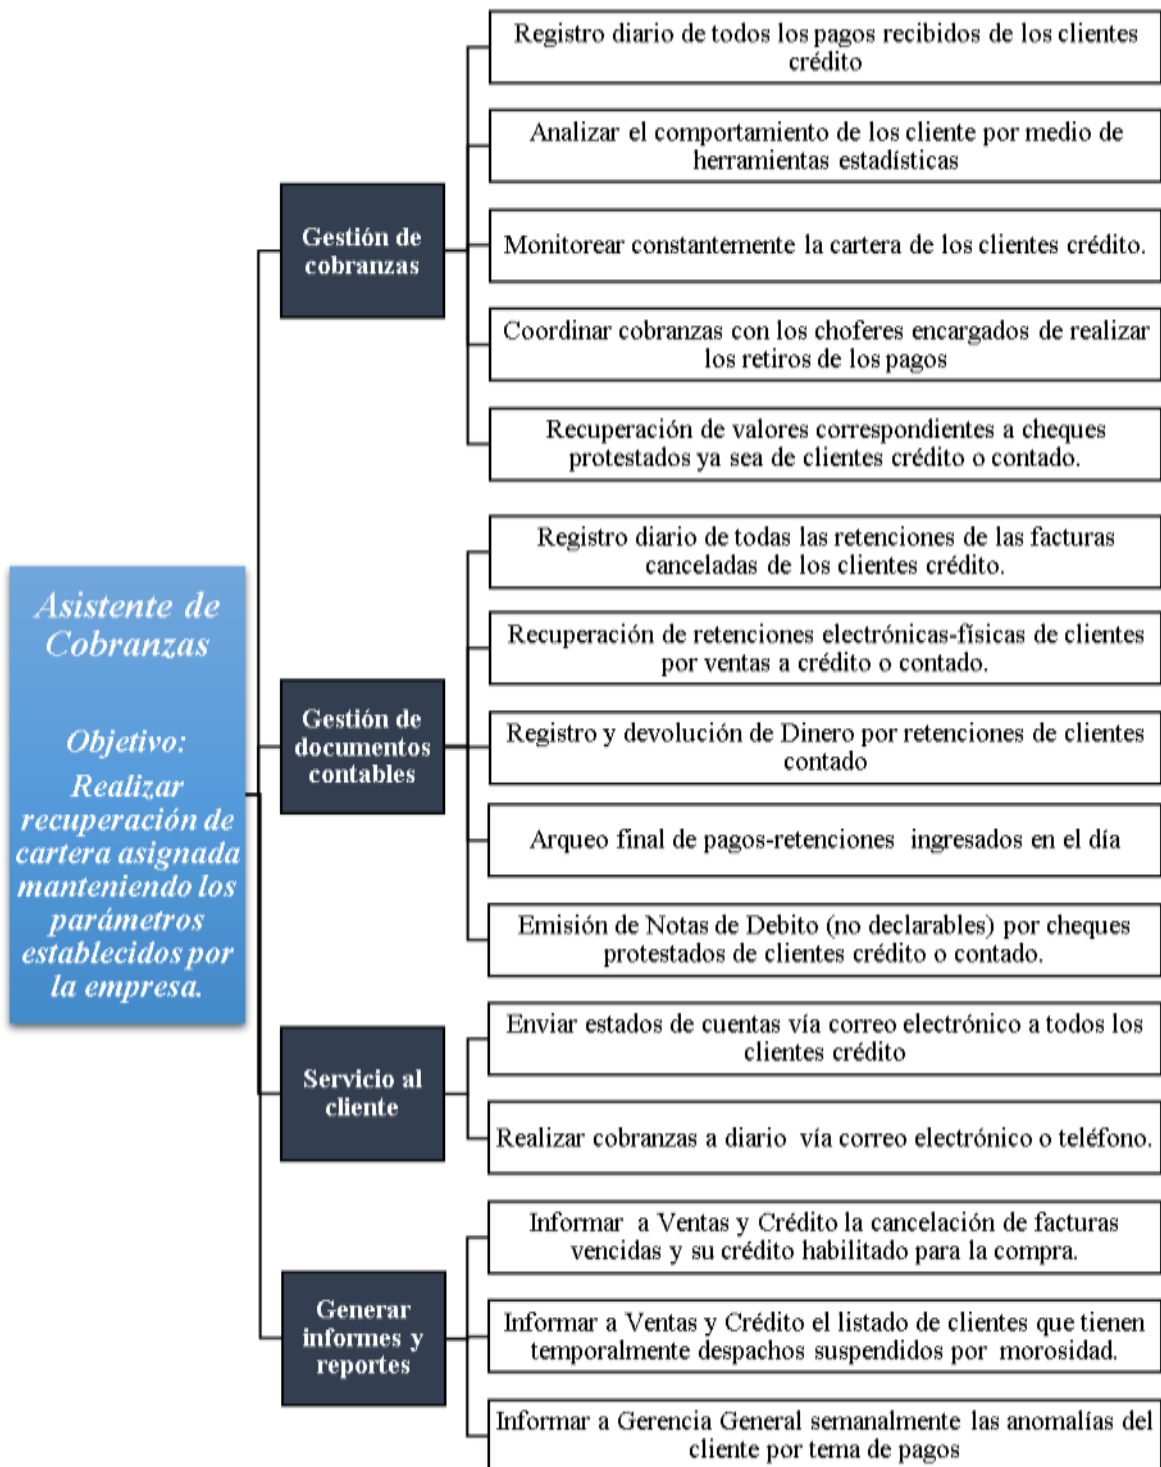 Asistente de
Cobranzas
Objetivo:
Realizar
recuperación de
cartera asignada
manteniendo los
parámetros
establecidos por
la empresa.
Gestión de
cobranzas
Registro diario de todos los pagos recibidos de los clientes
crédito
Analizar el comportamiento de los cliente por medio de
herramientas estadísticas
Monitorear constantemente la cartera de los clientes crédito.
Coordinar cobranzas con los choferes encargados de realizar
los retiros de los pagos
Recuperación de valores correspondientes a cheques
protestados ya sea de clientes crédito o contado.
Gestión de
documentos
contables
Registro diario de todas las retenciones de las facturas
canceladas de los clientes crédito.
Recuperación de retenciones electrónicas-físicas de clientes
por ventas a crédito o contado.
Registro y devolución de Dinero por retenciones de clientes
contado
Arqueo final de pagos-retenciones ingresados en el día
Emisión de Notas de Debito (no declarables) por cheques
protestados de clientes crédito o contado.
Servicio al
cliente
Enviar estados de cuentas vía correo electrónico a todos los
clientes crédito
Realizar cobranzas a diario vía correo electrónico o teléfono.
Generar
informes y
reportes
Informar a Ventas y Crédito la cancelación de facturas
vencidas y su crédito habilitado para la compra.
Informar a Ventas y Crédito el listado de clientes que tienen
temporalmente despachos suspendidos por morosidad.
Informar a Gerencia General semanalmente las anomalías del
cliente por tema de pagos